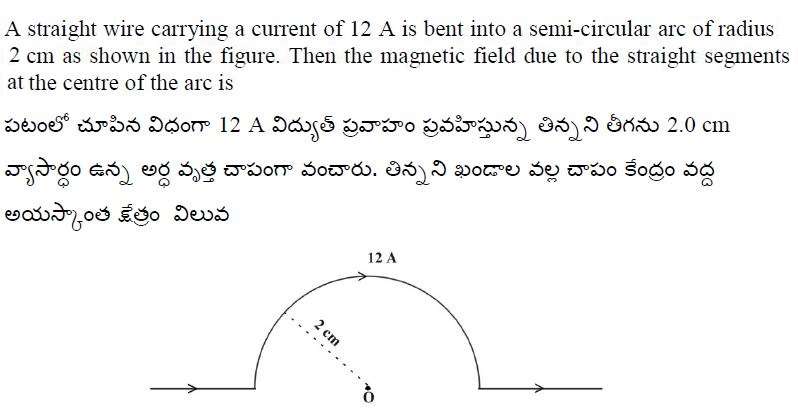 A straight wire carrying a current of 12 A is bent into a semi-circular arc of radius
2 cm as shown in the figure. Then the magnetic field due to the straight segments
at the centre of the arc is
పటంలో చూపిన విధంగా 12 A విద్యుత్ ప్రవాహం ప్రవహిస్తున్న తిన్నని తీగను 2.0 cm
వ్యాసార్ధం ఉన్న అర్ధ వృత్త చాపంగా వంచారు. తిన్నని ఖండాల వల్ల చాపం కేంద్రం వద్ద
అయస్కాంత క్షేత్రం విలువ
12 A
2 cm
O